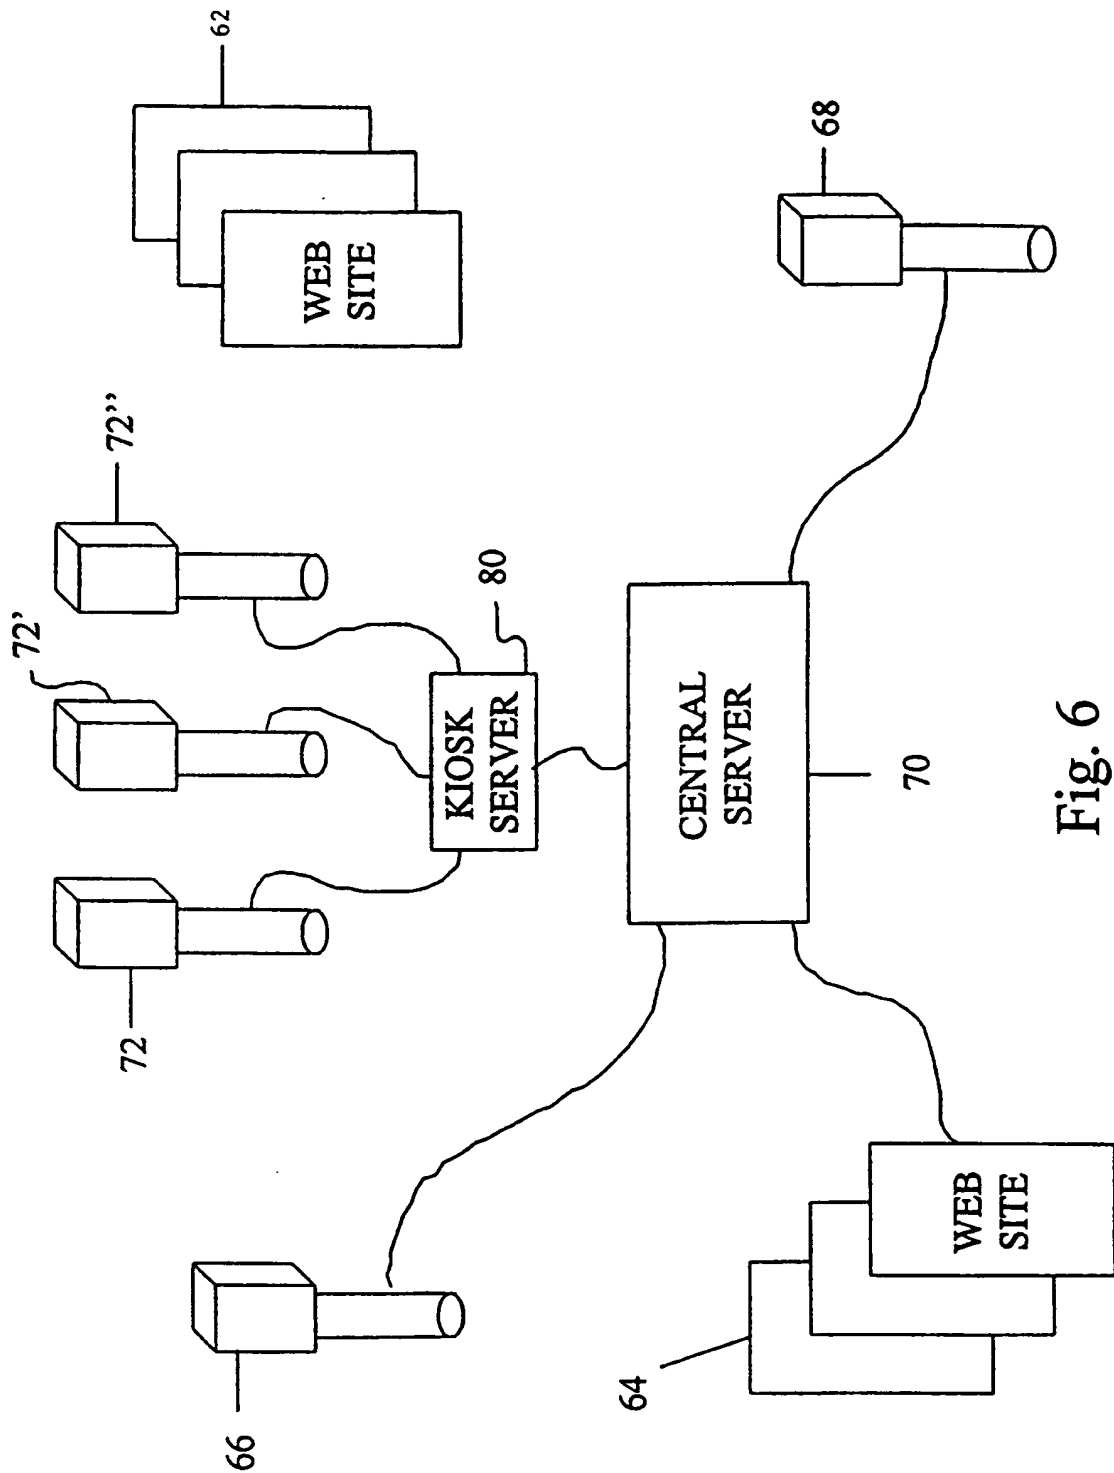 72'
72''
62
72
WEB
SITE
KIOSK
SERVER
80
66
CENTRAL
SERVER
68
70
64
WEB
SITE
Fig. 6